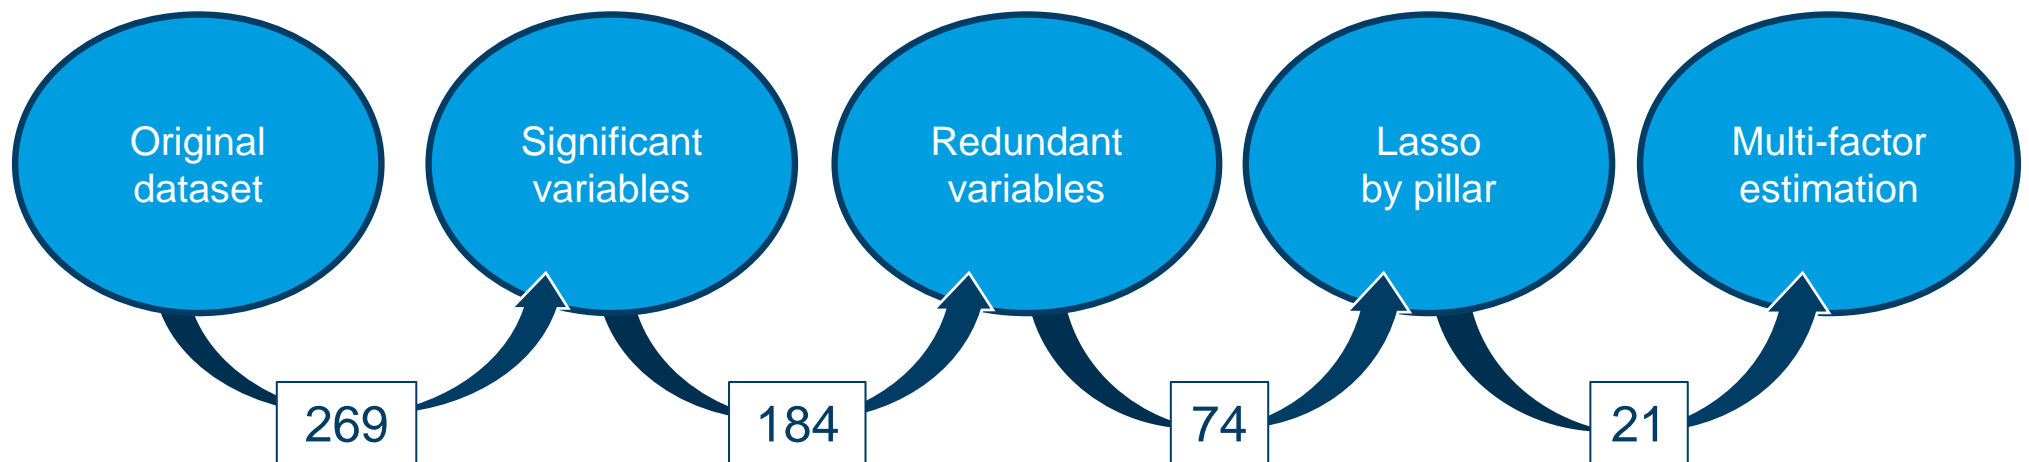 Original
dataset
Significant
variables
Redundant
variables
Lasso
by pillar
Multi-factor
estimation
269
184
74
21